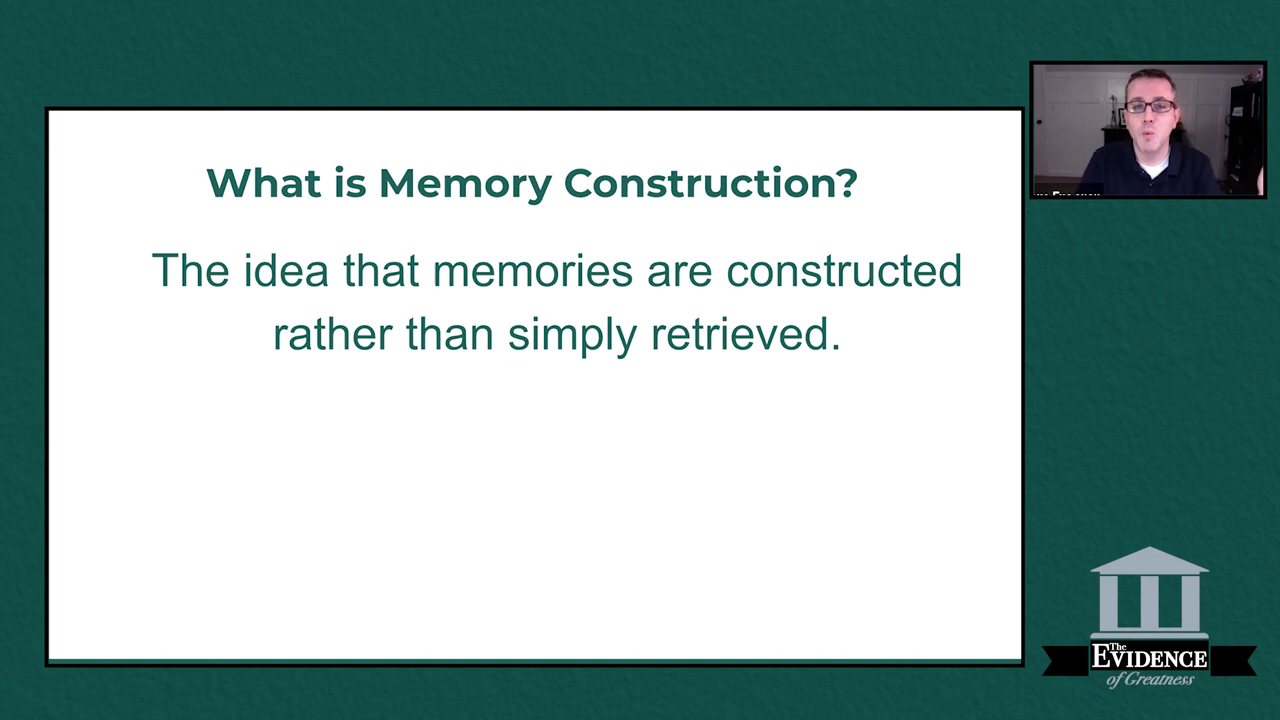 What is Memory Construction?
The idea that memories are constructed
rather than simply retrieved.
The
EVIDENCE
of Greatness